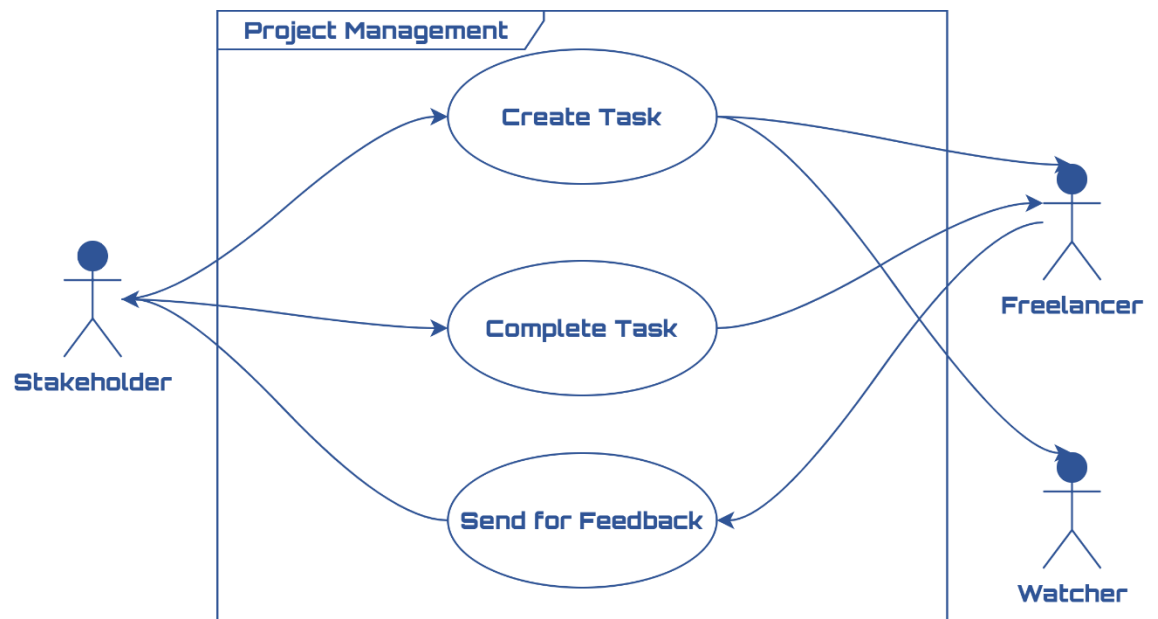 Project Management
Create Task
Complete Task
Send for Feedback
Stakeholder
Freelancer
Watcher